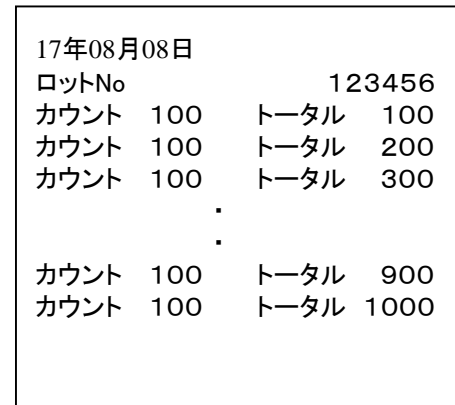 17年08月08日
ロットNo 123456
カウント 100 トータル 100
カウント 100 トータル 200
カウント 100 トータル 300
・
・
カウント 100 トータル 900
カウント 100 トータル 1000